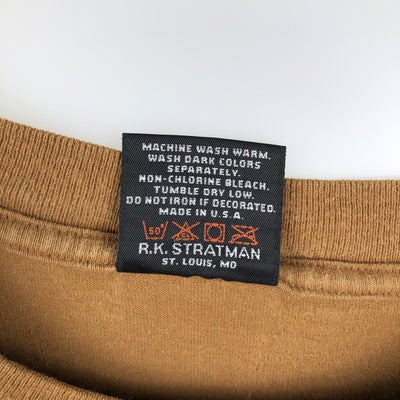 MACHINE WASH WARM.
WASH DARK COLORS
SEPARATELY.
NON-CHLORINE BLEACH.
TUMBLE DRY LOW.
DO NOT IRON IF DECORATED.
MADE IN U.S.A.
50°
R.K. STRATMAN
ST. LOUIS, MO